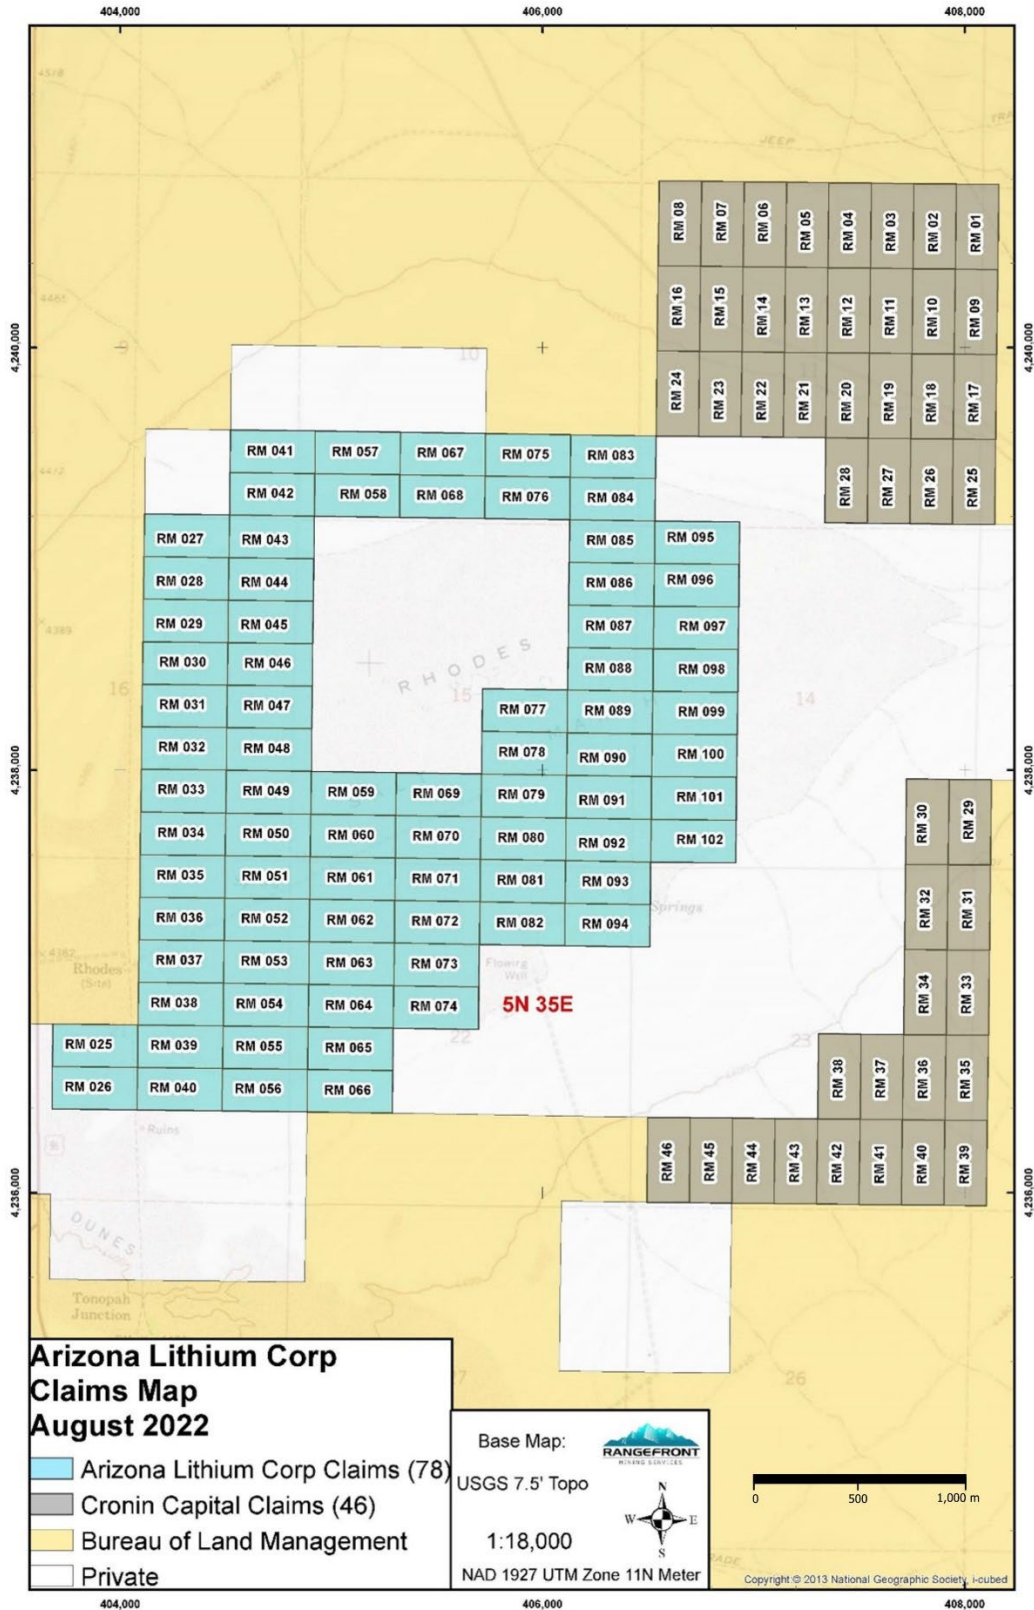 404,000 406,000 408,000
4518
JEEP TRA
RM 08 RM 07 RM 06 RM 05 RM 04 RM 03 RM 02 RM 01
4465
RM 16 RM 15 RM 14 RM 13 RM 12 RM 11 RM 10 RM 09
4,240,000 9 10 4,240,000
RM 24 RM 23 RM 22 RM 21 RM 20 RM 19 RM 18 RM 17
RM 041 RM 057 RM 067 RM 075 RM 083
RM 28 RM 27 RM 26 RM 25
RM 042 RM 058 RM 068 RM 076 RM 084
RM 027 RM 043 RM 085 RM 095
RM 028 RM 044 RM 086 RM 096
RM 029 RM 045 RM 087 RM 097
4389
RM 030 RM 046 RM 088 RM 098
RHODES
16 15 14
RM 031 RM 047 RM 077 RM 089 RM 099
RM 032 RM 048 RM 078 RM 090 RM 100
4,238,000 4,238,000
RM 033 RM 049 RM 059 RM 069 RM 079 RM 091 RM 101
RM 30 RM 29
RM 034 RM 050 RM 060 RM 070 RM 080 RM 092 RM 102
RM 035 RM 051 RM 061 RM 071 RM 081 RM 093
RM 32 RM 31
RM 036 RM 052 RM 062 RM 072 RM 082 RM 094
Springs
4362
RM 037 RM 053 RM 063 RM 073
Rhodes
(Site)
Flowing
Well
RM 34 RM 33
RM 038 RM 054 RM 064 RM 074
5N 35E
22 23
RM 025 RM 039 RM 055 RM 065
RM 38 RM 37 RM 36 RM 35
RM 026 RM 040 RM 056 RM 066
Ruins
RM 46 RM 45 RM 44 RM 43 RM 42 RM 41 RM 40 RM 39
4,236,000 4,236,000
DUNES
Tonopah
Junction
27 26
Arizona Lithium Corp
Claims Map
August 2022
Arizona Lithium Corp Claims (78)
Cronin Capital Claims (46)
Bureau of Land Management
Private
Base Map:
RANGEFRONT
MINING SERVICES
USGS 7.5' Topo
N
W E
S
1:18,000
NAD 1927 UTM Zone 11N Meter
0 500 1,000 m
Copyright:© 2013 National Geographic Society, i-cubed
404,000 406,000 408,000